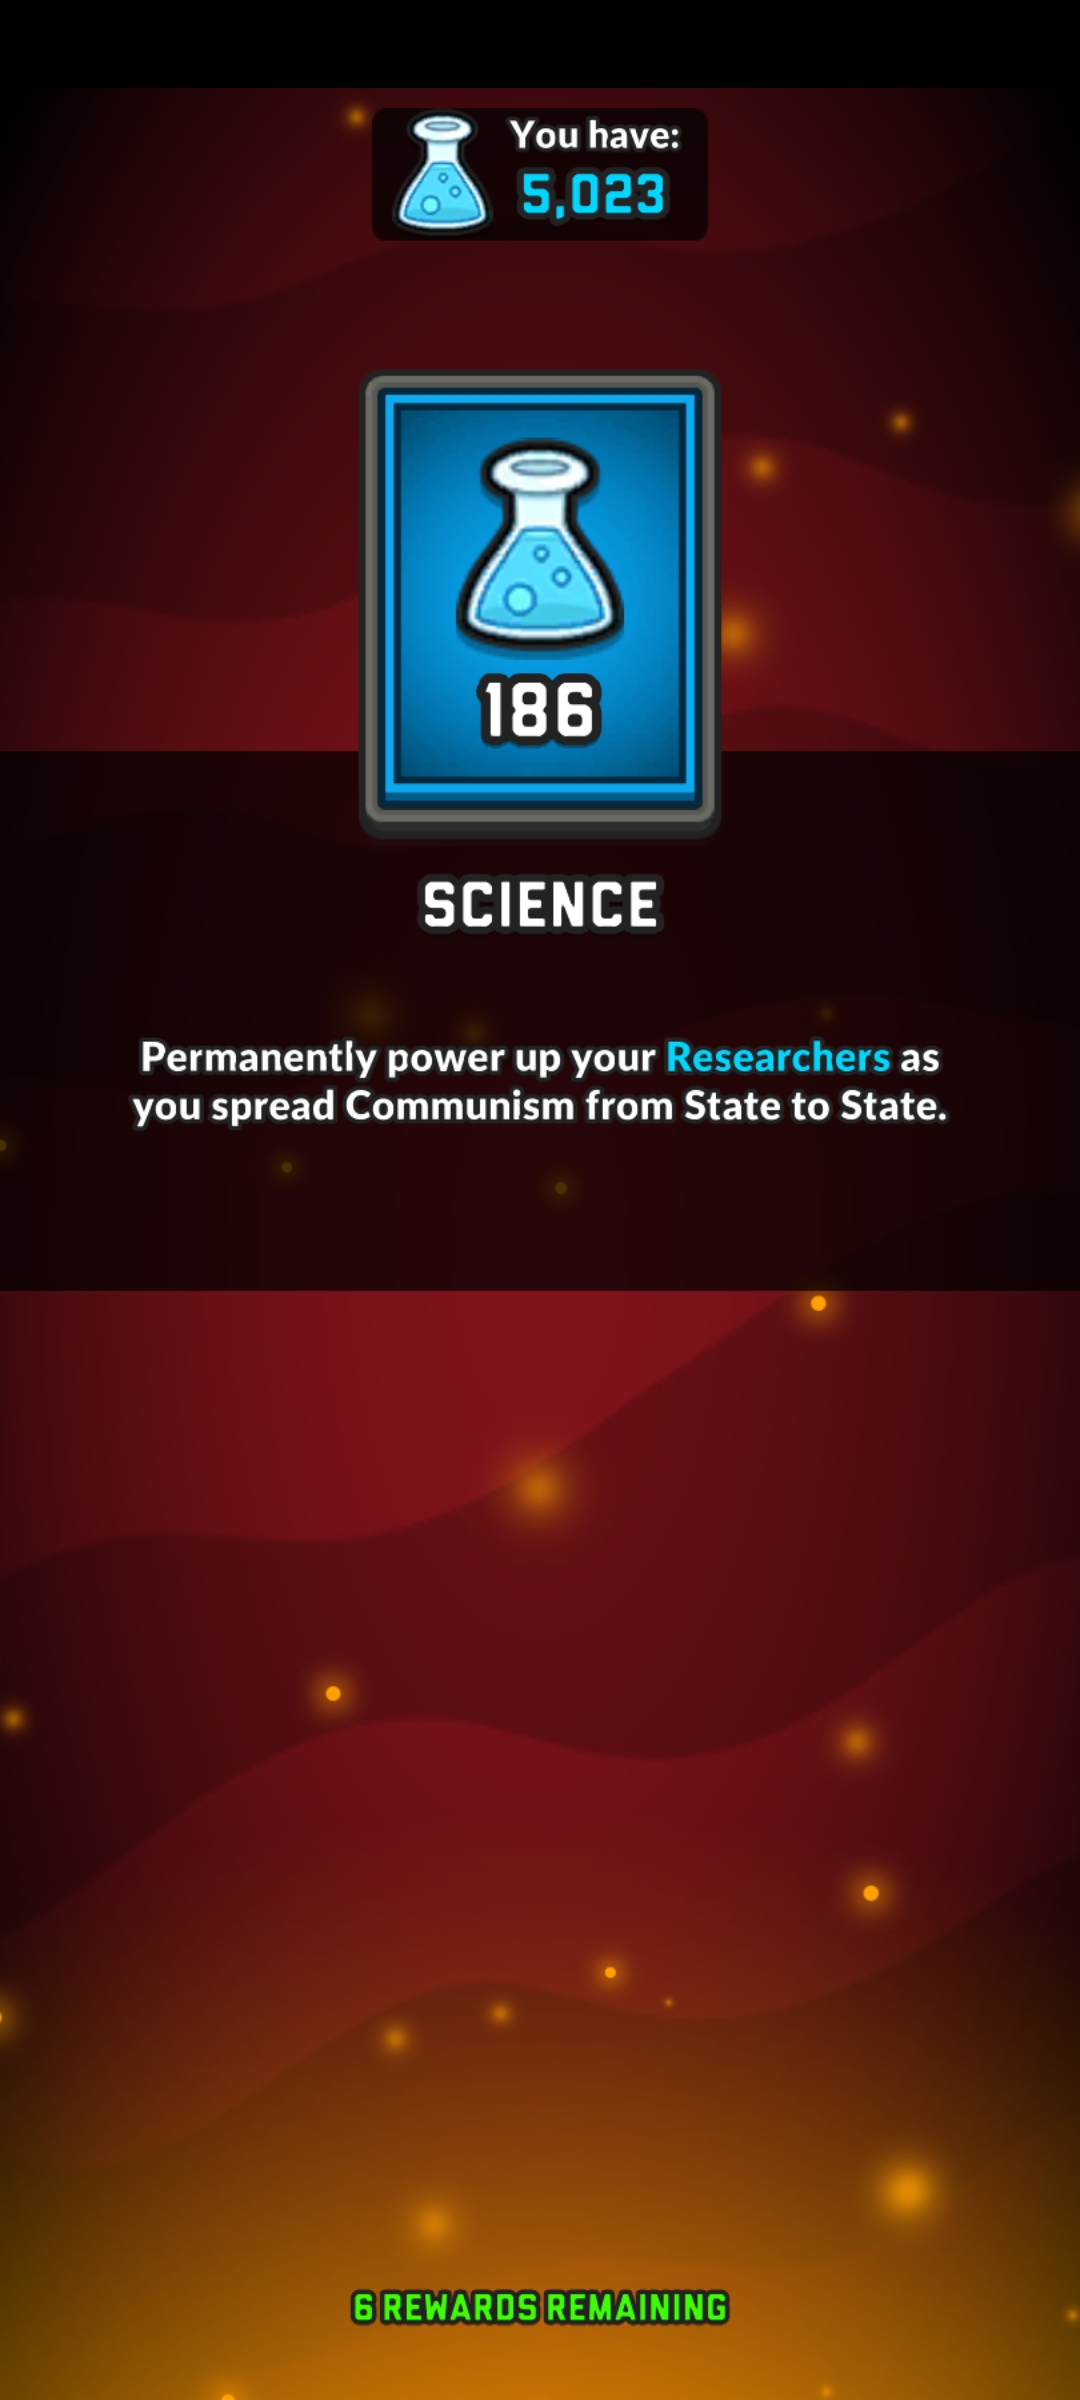 You have:
5,023
186
SCIENCE
Permanently power up your Researchers as
you spread Communism from State to State.
6 REWARDS REMAINING